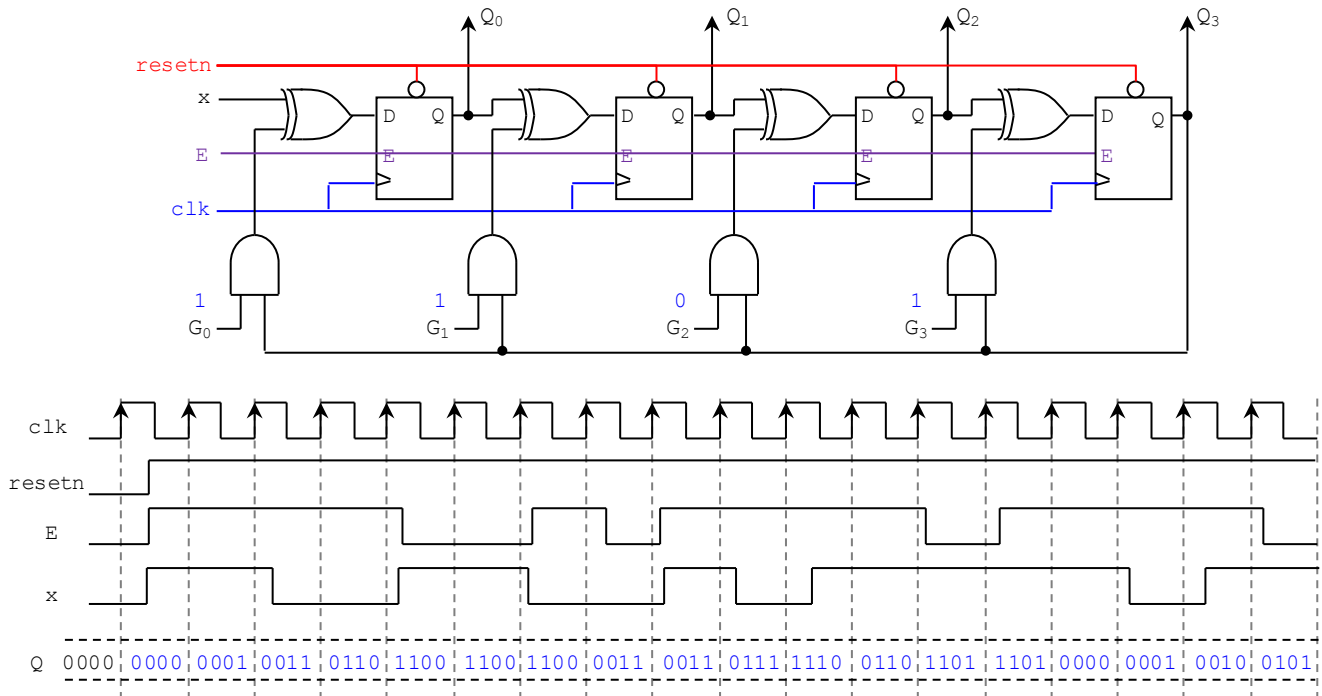 Q0 Q1 Q2 Q3
resetn
x
D Q D Q D Q D Q
E E E E E
clk
1 1 0 1
G0 G1 G2 G3
clk
resetn
E
x
Q 0000 0000 0001 0011 0110 1100 1100 1100 0011 0011 0111 1110 0110 1101 1101 0000 0001 0010 0101